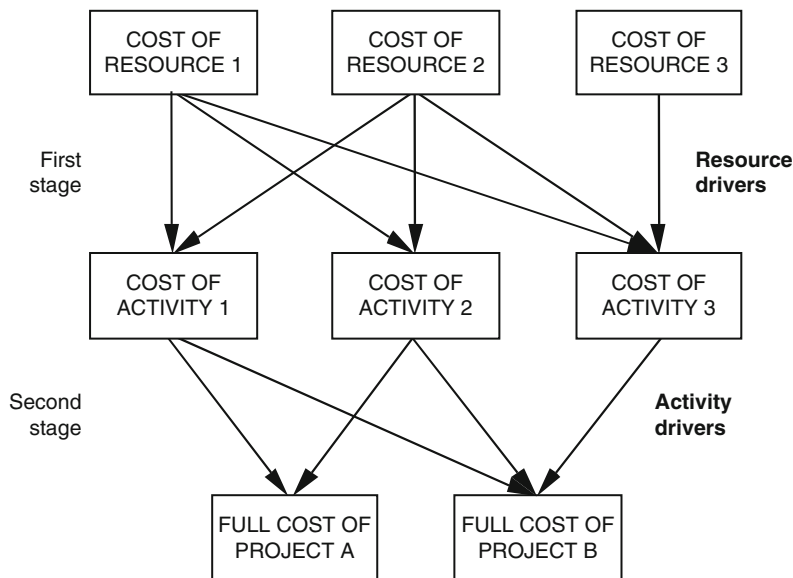 COST OF
RESOURCE 1
COST OF
RESOURCE 2
COST OF
RESOURCE 3
First
stage
Resource
drivers
COST OF
ACTIVITY 1
COST OF
ACTIVITY 2
COST OF
ACTIVITY 3
Second
stage
Activity
drivers
FULL COST OF
PROJECT A
FULL COST OF
PROJECT B